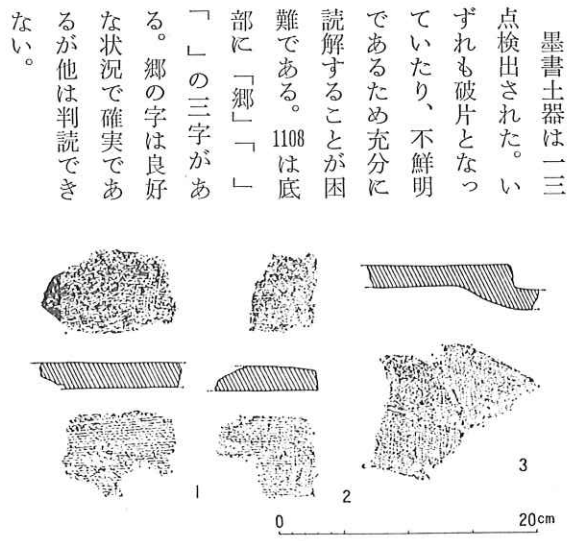 墨書土器は一三
点検出された。い
ずれも破片となっ
ていたり、不鮮明
であるため充分に
読解することが困
難である。1108は底
部に「郷」「　」
「　」の三字があ
る。郷の字は良好
な状況で確実であ
るが他は判読でき
ない。
1
2
3
0 20cm